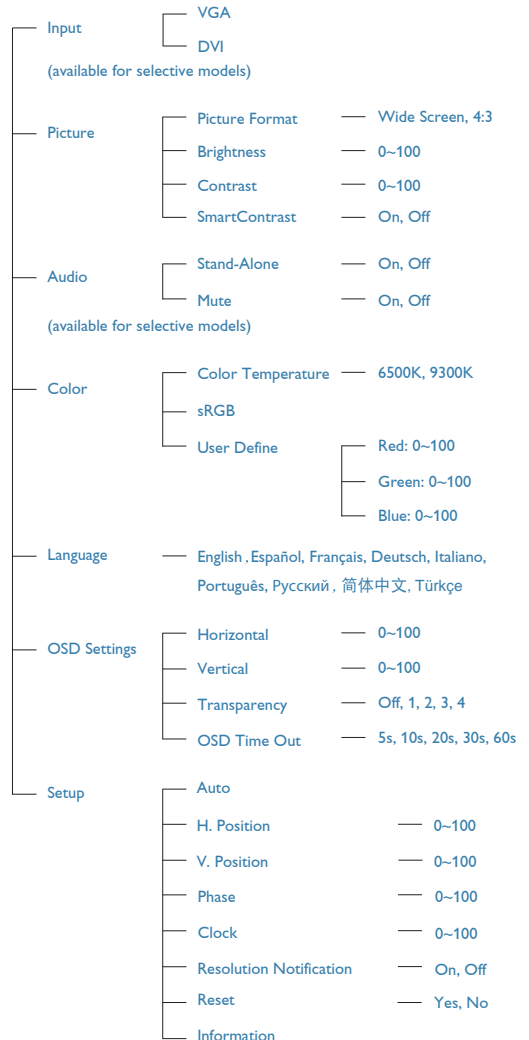 Input
VGA
DVI
(available for selective models)
Picture
Picture Format Wide Screen, 4:3
Brightness 0~100
Contrast 0~100
SmartContrast On, Off
Audio
Stand-Alone On, Off
Mute On, Off
(available for selective models)
Color
Color Temperature 6500K, 9300K
sRGB
User Define Red: 0~100
Green: 0~100
Blue: 0~100
Language English , Español, Français, Deutsch, Italiano,
Português, Русский , 简体中文, Türkçe
OSD Settings
Horizontal 0~100
Vertical 0~100
Transparency Off, 1, 2, 3, 4
OSD Time Out 5s, 10s, 20s, 30s, 60s
Setup
Auto
H. Position 0~100
V. Position 0~100
Phase 0~100
Clock 0~100
Resolution Notification On, Off
Reset Yes, No
Information